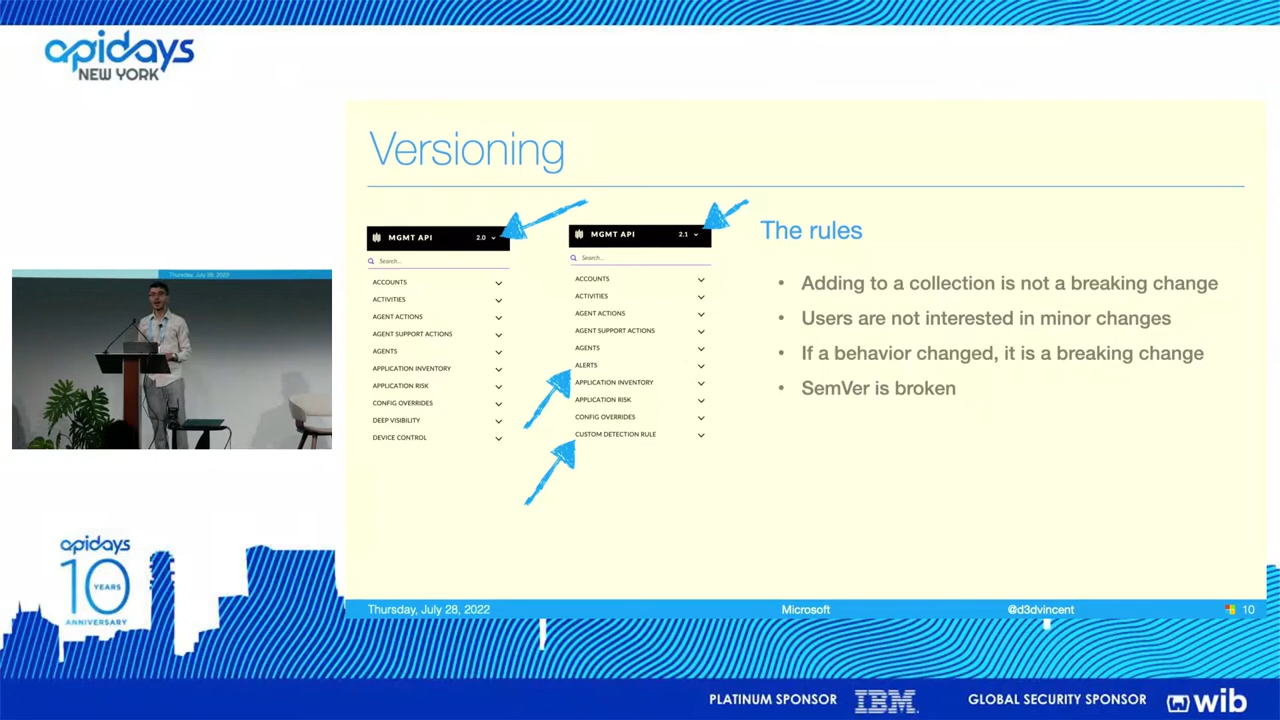 apidays
NEW YORK
Versioning
MGMT API 2.0
Search...
ACCOUNTS
ACTIVITIES
AGENT ACTIONS
AGENT SUPPORT ACTIONS
AGENTS
APPLICATION INVENTORY
APPLICATION RISK
CONFIG OVERRIDES
DEEP VISIBILITY
DEVICE CONTROL
MGMT API 2.1
Search...
ACCOUNTS
ACTIVITIES
AGENT ACTIONS
AGENT SUPPORT ACTIONS
AGENTS
ALERTS
APPLICATION INVENTORY
APPLICATION RISK
CONFIG OVERRIDES
CUSTOM DETECTION RULE
The rules
• Adding to a collection is not a breaking change
• Users are not interested in minor changes
• If a behavior changed, it is a breaking change
• SemVer is broken
Thursday, July 28, 2022
Thursday, July 28, 2022 Microsoft @d3dvincent 10
apidays
10 YEARS
ANNIVERSARY
PLATINUM SPONSOR IBM GLOBAL SECURITY SPONSOR wib